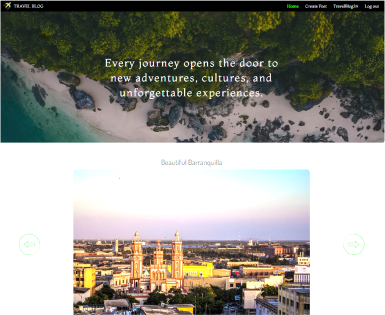 TRAVEL BLOG
Home Create Post TravelBlog24 Log out
Every journey opens the door to
new adventures, cultures, and
unforgettable experiences.
Beautiful Barranquilla